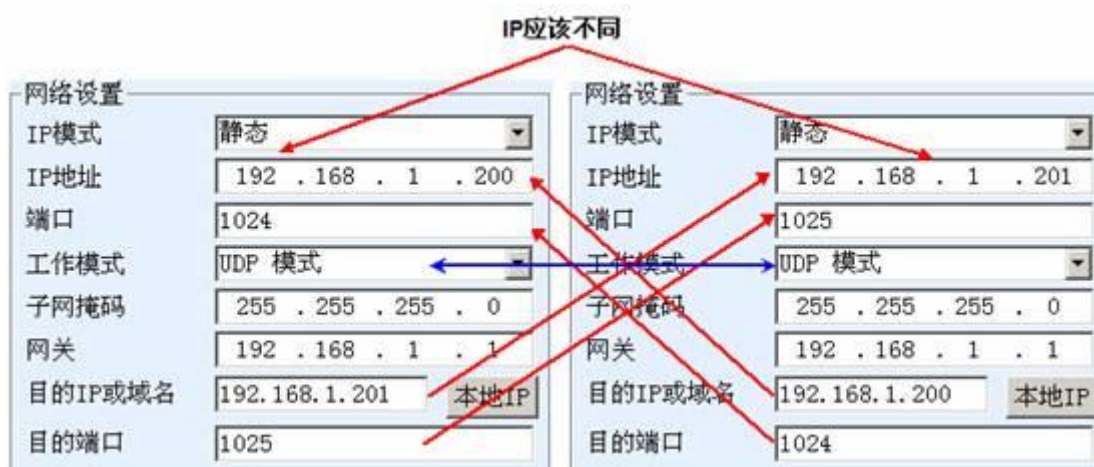 IP应该不同
网络设置
IP模式 静态
IP地址 192 . 168 . 1 . 200
端口 1024
工作模式 UDP 模式
子网掩码 255 . 255 . 255 . 0
网关 192 . 168 . 1 . 1
目的IP或域名 192.168.1.201 本地IP
目的端口 1025
网络设置
IP模式 静态
IP地址 192 . 168 . 1 . 201
端口 1025
工作模式 UDP 模式
子网掩码 255 . 255 . 255 . 0
网关 192 . 168 . 1 . 1
目的IP或域名 192.168.1.200 本地IP
目的端口 1024